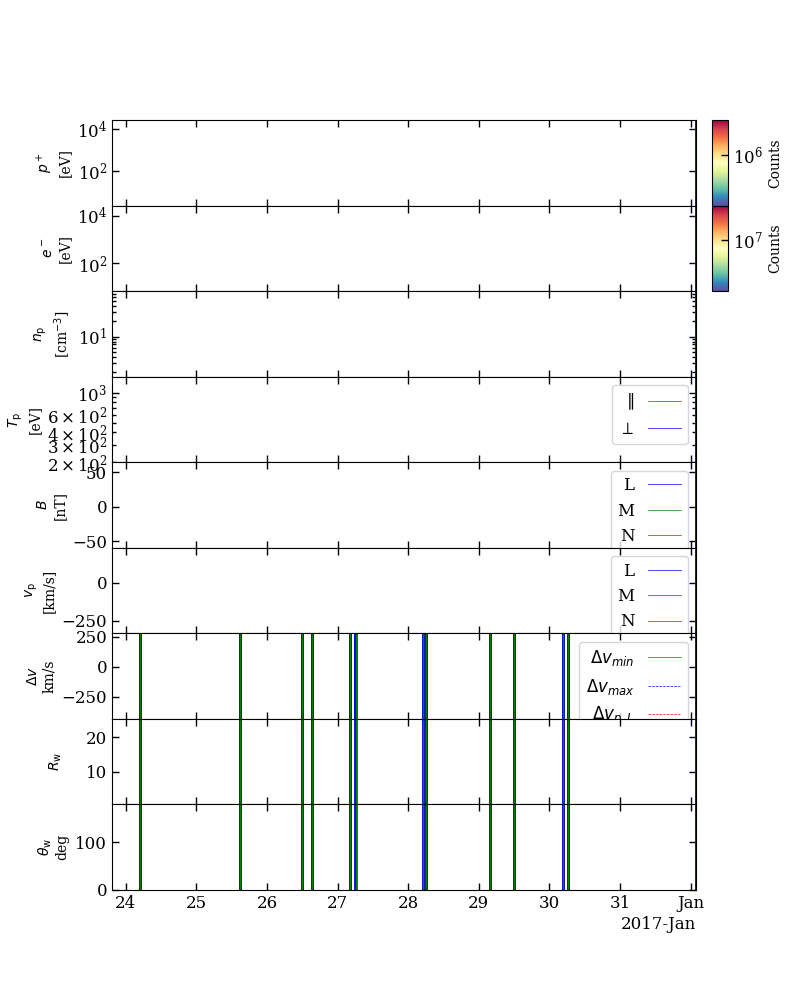 10^4
10^2
p^+
[eV]
10^6
Counts
10^4
10^2
e^-
[eV]
10^7
Counts
10^1
n_p
[cm^-3]
10^3
6 × 10^2
4 × 10^2
3 × 10^2
2 × 10^2
T_p
[eV]
∥
⊥
50
0
−50
B
[nT]
L
M
N
0
−250
v_p
[km/s]
L
M
N
250
0
−250
Δv
km/s
Δv_min
Δv_max
20
10
R_w
100
0
θ_w
deg
24 25 26 27 28 29 30 31 Jan
2017-Jan